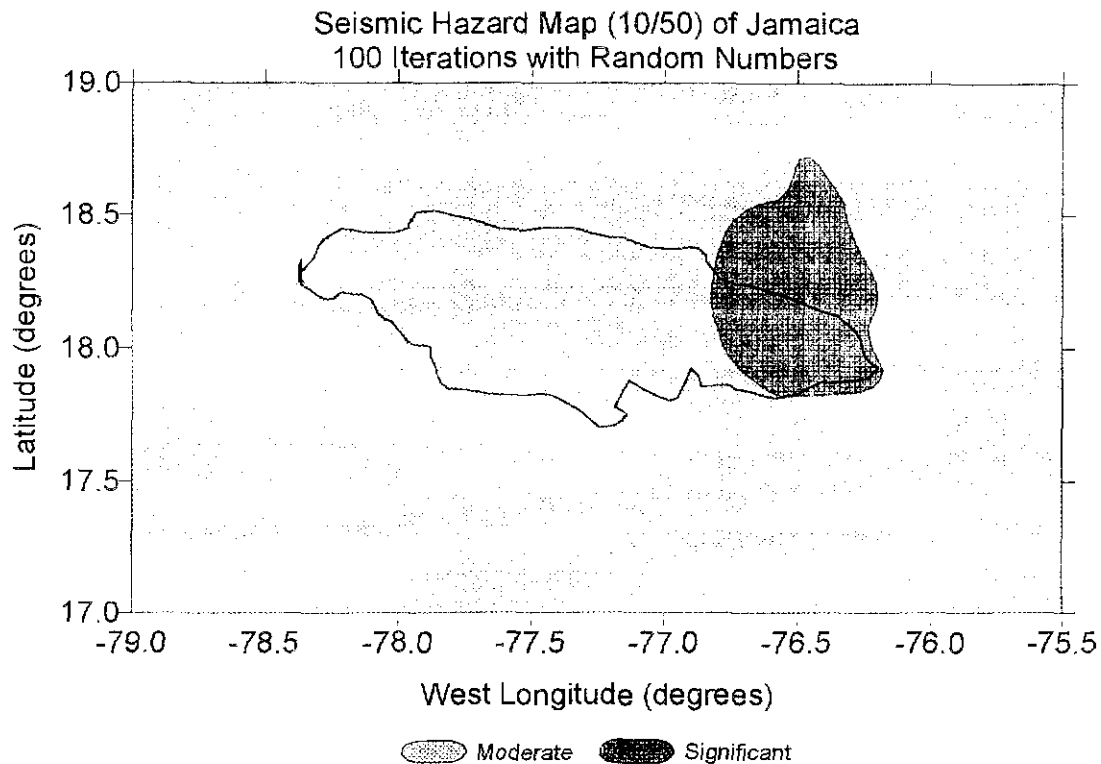 Seismic Hazard Map (10/50) of Jamaica
100 Iterations with Random Numbers
19.0
18.5
18.0
17.5
17.0
Latitude (degrees)
-79.0 -78.5 -78.0 -77.5 -77.0 -76.5 -76.0 -75.5
West Longitude (degrees)
Moderate Significant